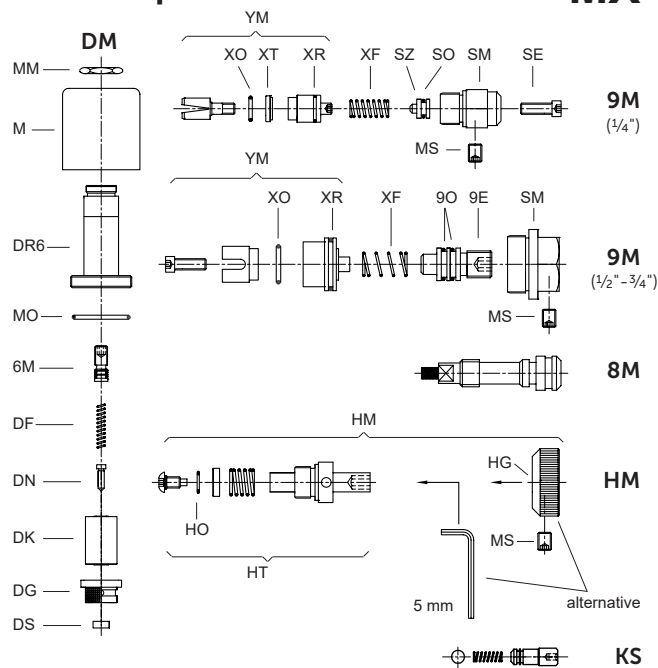 YM
DM
XO XT XR XF SZ SO SM SE
MM
M
9M
(¼")
MS
YM
XO XR XF 9O 9E SM
DR6
9M
(½"-¾")
MO
MS
6M
8M
DF
HM
HG
DN
HM
HO
MS
DK
HT
DG
5 mm
alternative
DS
KS